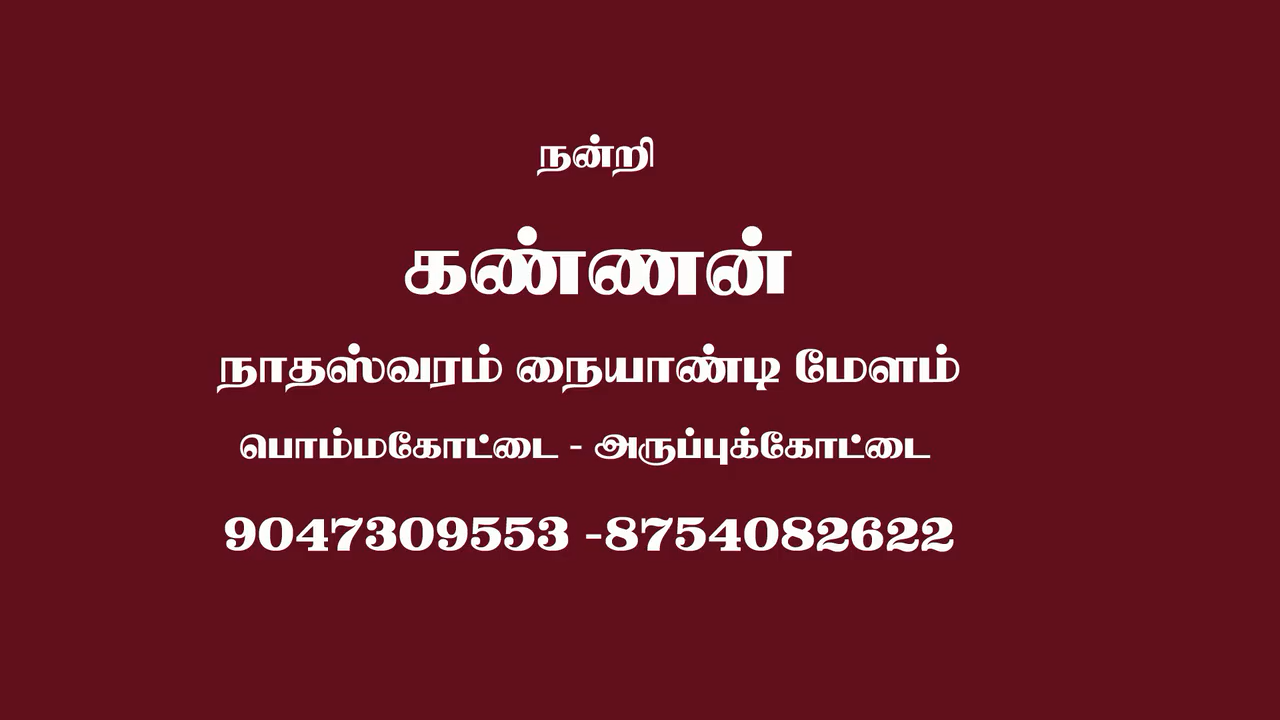 நன்றி
கண்ணன்
நாதஸ்வரம் நையாண்டி மேளம்
பொம்மகோட்டை - அருப்புக்கோட்டை
9047309553 -8754082622